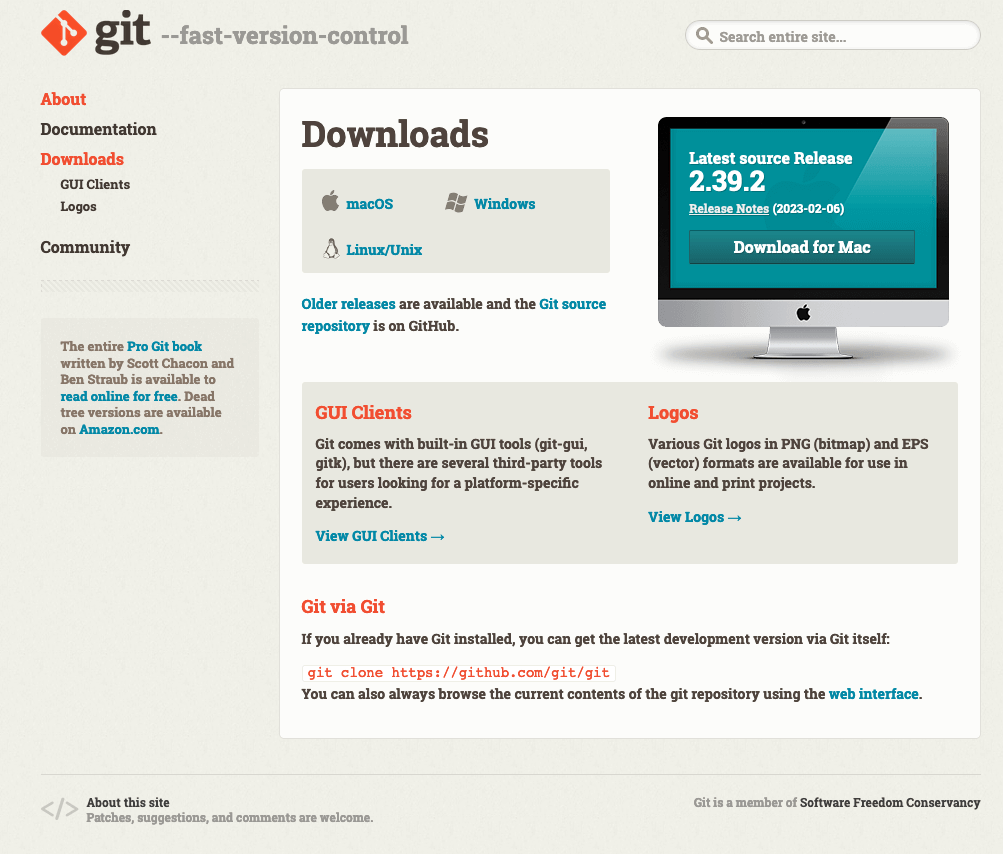 git --fast-version-control
Search entire site...
About
Documentation
Downloads
GUI Clients
Logos
Community
The entire Pro Git book
written by Scott Chacon and
Ben Straub is available to
read online for free. Dead
tree versions are available
on Amazon.com.
Downloads
macOS
Windows
Linux/Unix
Older releases are available and the Git source
repository is on GitHub.
Latest source Release
2.39.2
Release Notes (2023-02-06)
Download for Mac
GUI Clients
Git comes with built-in GUI tools (git-gui,
gitk), but there are several third-party tools
for users looking for a platform-specific
experience.
View GUI Clients →
Logos
Various Git logos in PNG (bitmap) and EPS
(vector) formats are available for use in
online and print projects.
View Logos →
Git via Git
If you already have Git installed, you can get the latest development version via Git itself:
git clone https://github.com/git/git
You can also always browse the current contents of the git repository using the web interface.
</> About this site
Patches, suggestions, and comments are welcome.
Git is a member of Software Freedom Conservancy